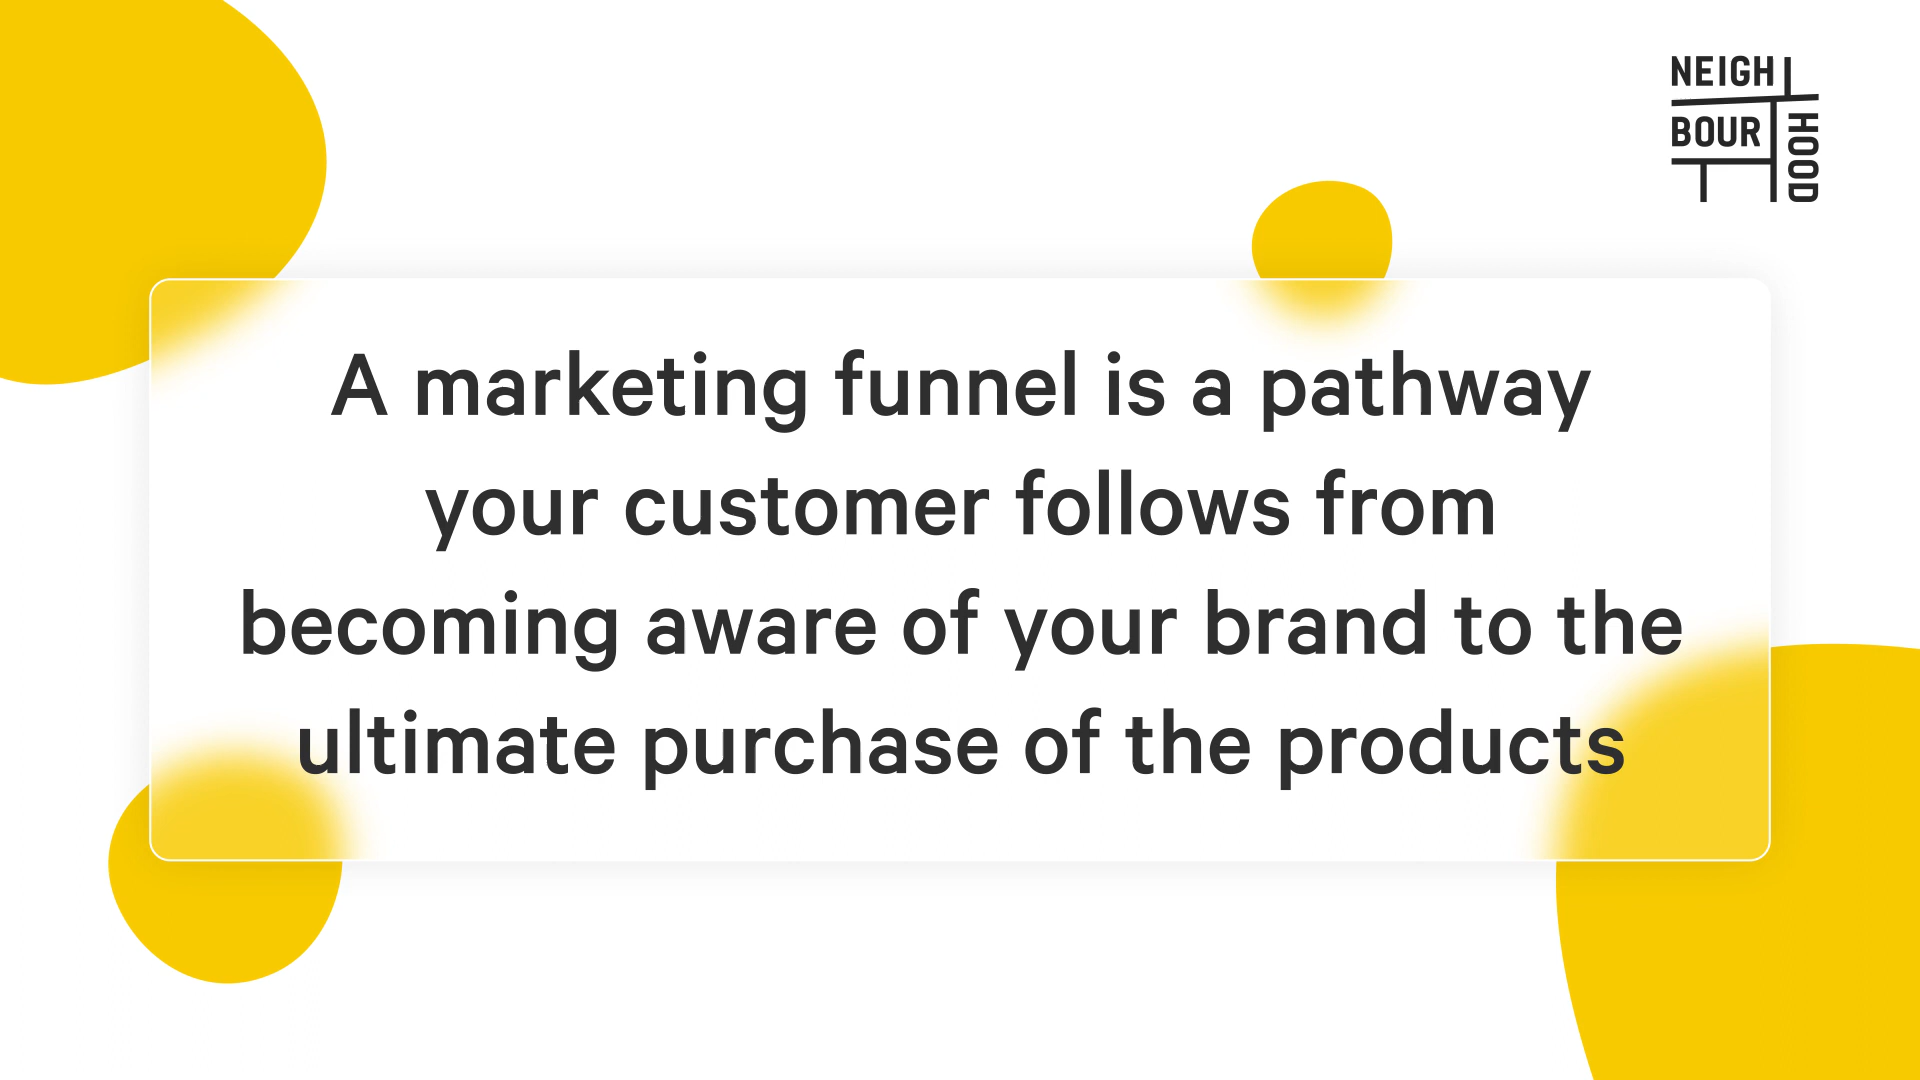 NEIGH
BOUR
HOOD
A marketing funnel is a pathway
your customer follows from
becoming aware of your brand to the
ultimate purchase of the products